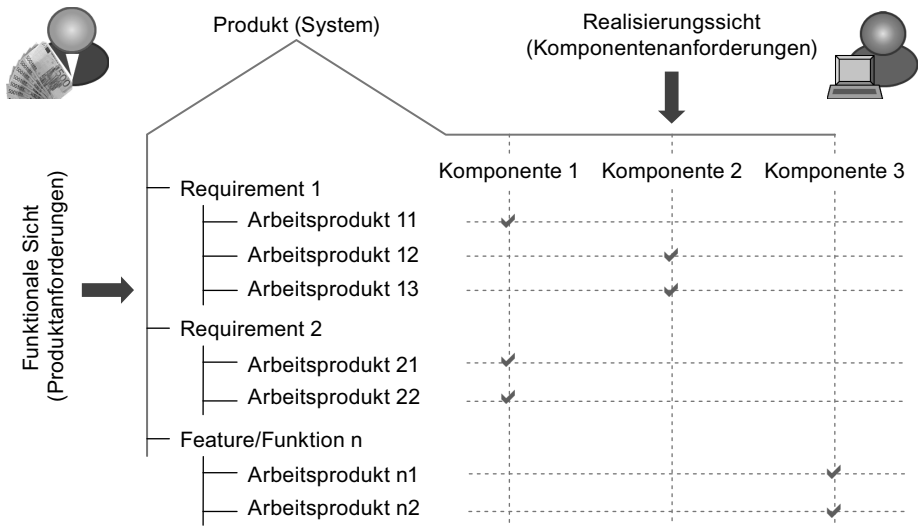 Produkt (System)
Realisierungssicht
(Komponentenanforderungen)
Funktionale Sicht
(Produktanforderungen)
Komponente 1
Komponente 2
Komponente 3
Requirement 1
Arbeitsprodukt 11
Arbeitsprodukt 12
Arbeitsprodukt 13
Requirement 2
Arbeitsprodukt 21
Arbeitsprodukt 22
Feature/Funktion n
Arbeitsprodukt n1
Arbeitsprodukt n2